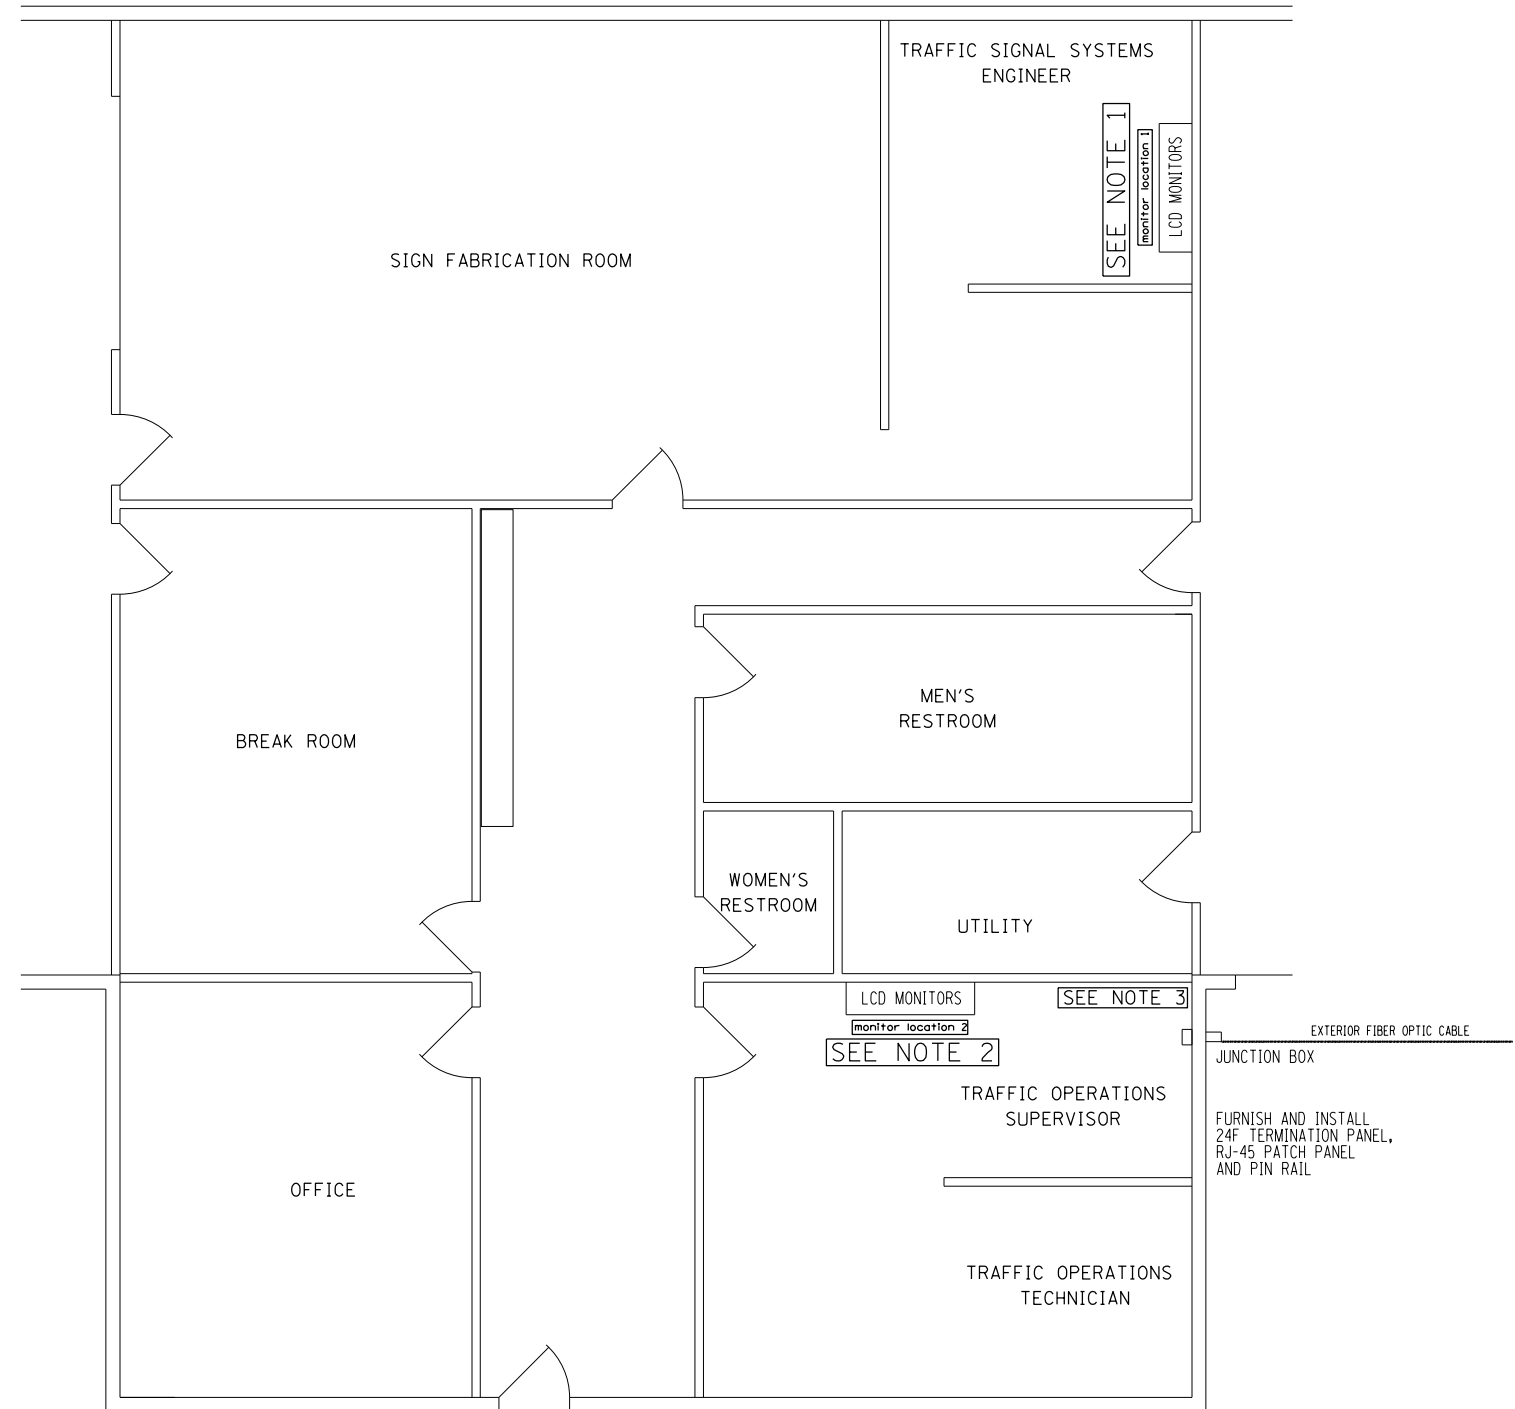 TRAFFIC SIGNAL SYSTEMS
ENGINEER
SEE NOTE 1
monitor location 1
LCD MONITORS
SIGN FABRICATION ROOM
MEN'S
RESTROOM
BREAK ROOM
WOMEN'S
RESTROOM
UTILITY
LCD MONITORS
SEE NOTE 3
monitor location 2
SEE NOTE 2
EXTERIOR FIBER OPTIC CABLE
JUNCTION BOX
TRAFFIC OPERATIONS
SUPERVISOR
FURNISH AND INSTALL
24F TERMINATION PANEL,
RJ-45 PATCH PANEL
AND PIN RAIL
OFFICE
TRAFFIC OPERATIONS
TECHNICIAN